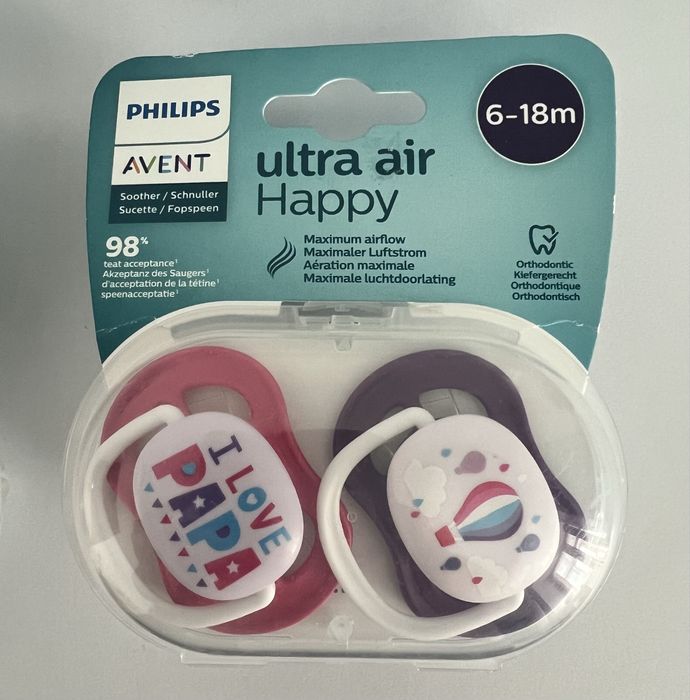 PHILIPS
AVENT
Soother / Schnuller
Sucette / Fopspeen
ultra air
Happy
6-18m
98%
teat acceptance¹
Akzeptanz des Saugers¹
d'acceptation de la tétine¹
speenacceptatie¹
Maximum airflow
Maximaler Luftstrom
Aération maximale
Maximale luchtdoorlating
Orthodontic
Kiefergerecht
Orthodontique
Orthodontisch
I LOVE
PAPA